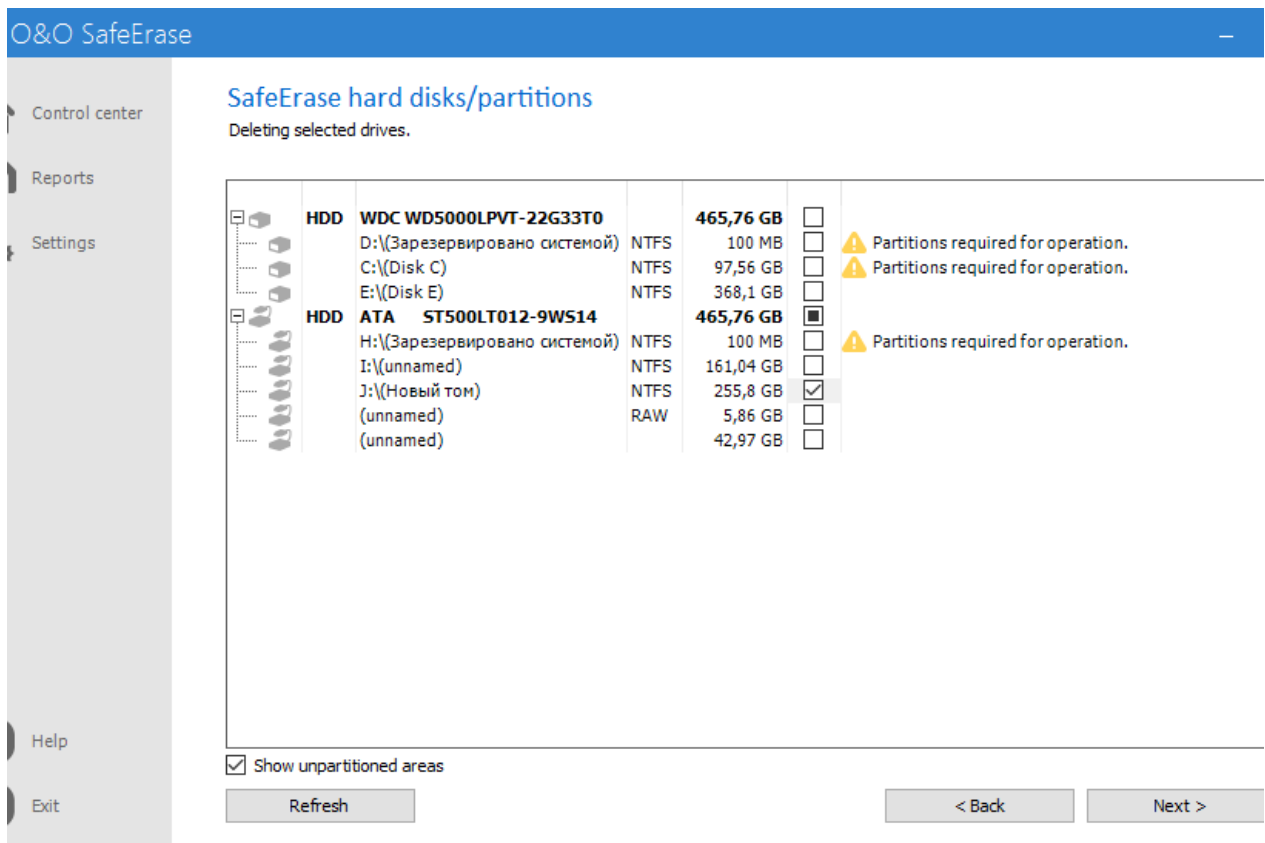 O&O SafeErase
Control center
Reports
Settings
Help
Exit
SafeErase hard disks/partitions
Deleting selected drives.
HDD WDC WD5000LPVT-22G33T0 465,76 GB
D:\(Зарезервировано системой) NTFS 100 MB Partitions required for operation.
C:\(Disk C) NTFS 97,56 GB Partitions required for operation.
E:\(Disk E) NTFS 368,1 GB
HDD ATA ST500LT012-9WS14 465,76 GB
H:\(Зарезервировано системой) NTFS 100 MB Partitions required for operation.
I:\(unnamed) NTFS 161,04 GB
J:\(Новый том) NTFS 255,8 GB
(unnamed) RAW 5,86 GB
(unnamed) 42,97 GB
Show unpartitioned areas
Refresh < Back Next >